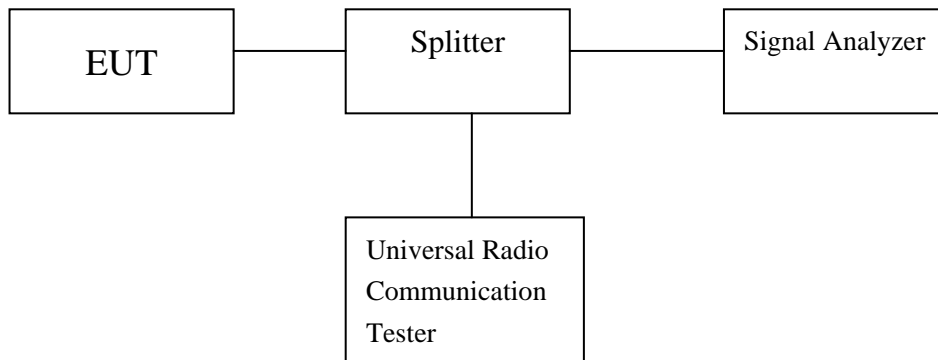 EUT
Splitter
Signal Analyzer
Universal Radio
Communication
Tester